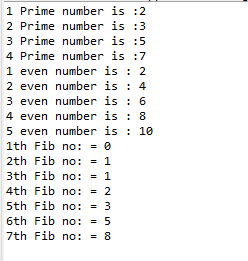 1 Prime number is :2
2 Prime number is :3
3 Prime number is :5
4 Prime number is :7
1 even number is : 2
2 even number is : 4
3 even number is : 6
4 even number is : 8
5 even number is : 10
1th Fib no: = 0
2th Fib no: = 1
3th Fib no: = 1
4th Fib no: = 2
5th Fib no: = 3
6th Fib no: = 5
7th Fib no: = 8